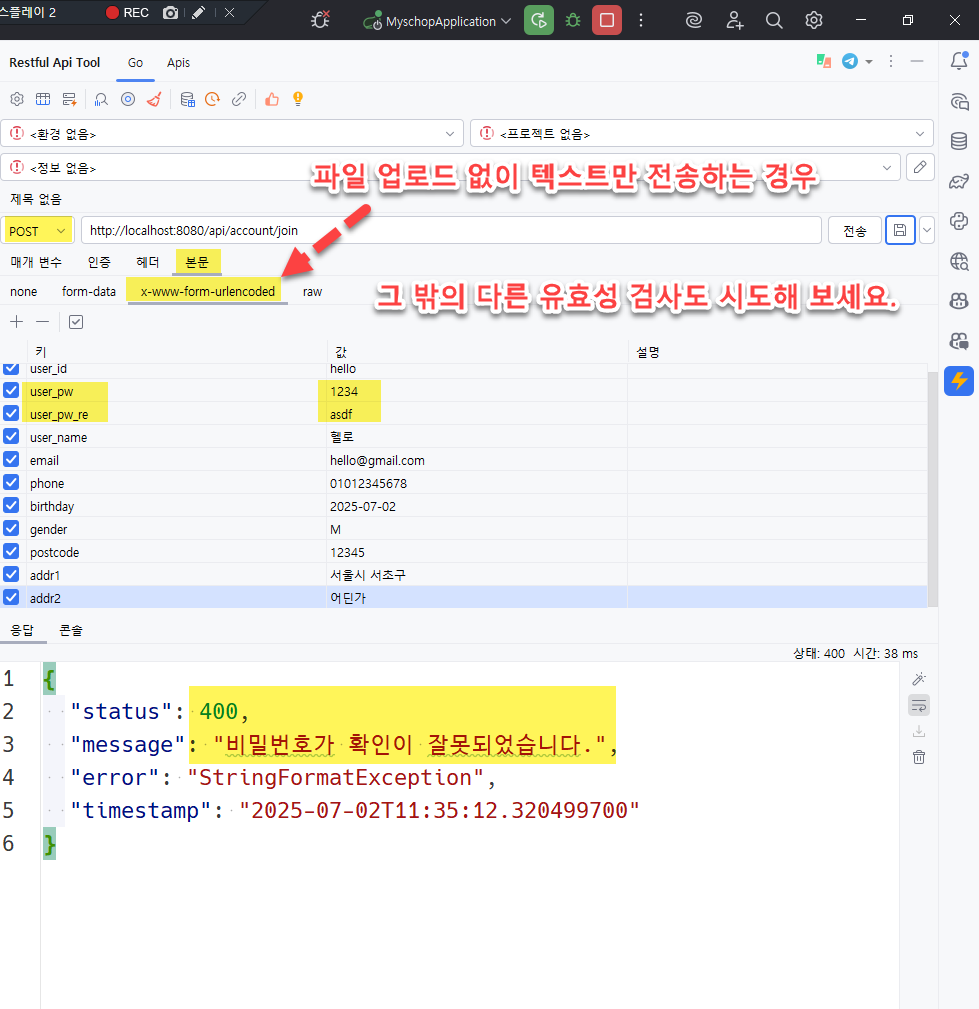 스플레이 2 REC MyschopApplication
Restful Api Tool Go Apis
<환경 없음> <프로젝트 없음>
<정보 없음>
파일 업로드 없이 텍스트만 전송하는 경우
제목 없음
POST http://localhost:8080/api/account/join 전송
매개 변수 인증 헤더 본문
none form-data x-www-form-urlencoded raw
그 밖의 다른 유효성 검사도 시도해 보세요.
키 값 설명
user_id hello
user_pw 1234
user_pw_re asdf
user_name 헬로
email hello@gmail.com
phone 01012345678
birthday 2025-07-02
gender M
postcode 12345
addr1 서울시 서초구
addr2 어딘가
응답 콘솔
상태: 400 시간: 38 ms
1 {
2 "status": 400,
3 "message": "비밀번호가 확인이 잘못되었습니다.",
4 "error": "StringFormatException",
5 "timestamp": "2025-07-02T11:35:12.320499700"
6 }